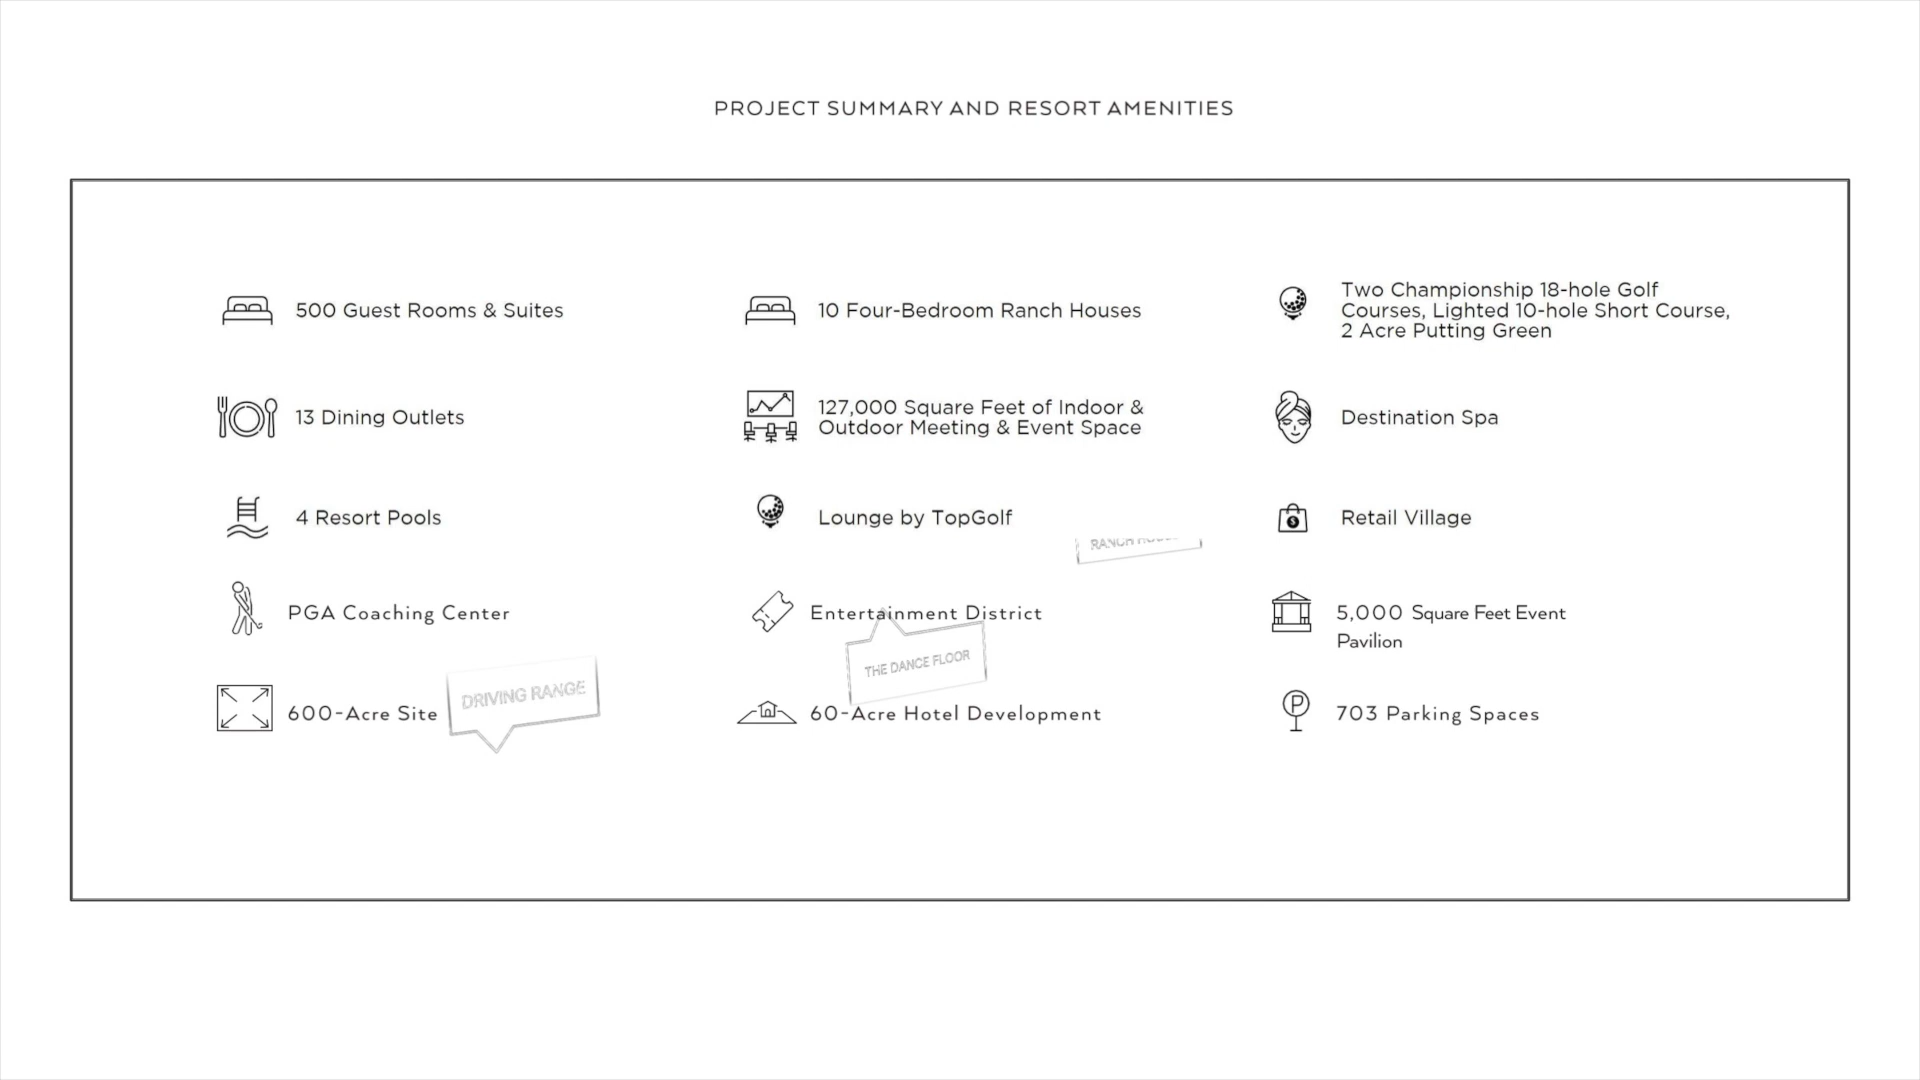 PROJECT SUMMARY AND RESORT AMENITIES
500 Guest Rooms & Suites
10 Four-Bedroom Ranch Houses
Two Championship 18-hole Golf
Courses, Lighted 10-hole Short Course,
2 Acre Putting Green
13 Dining Outlets
127,000 Square Feet of Indoor &
Outdoor Meeting & Event Space
Destination Spa
4 Resort Pools
Lounge by TopGolf
Retail Village
RANCH
PGA Coaching Center
Entertainment District
5,000 Square Feet Event
Pavilion
THE DANCE FLOOR
DRIVING RANGE
600-Acre Site
60-Acre Hotel Development
703 Parking Spaces
P